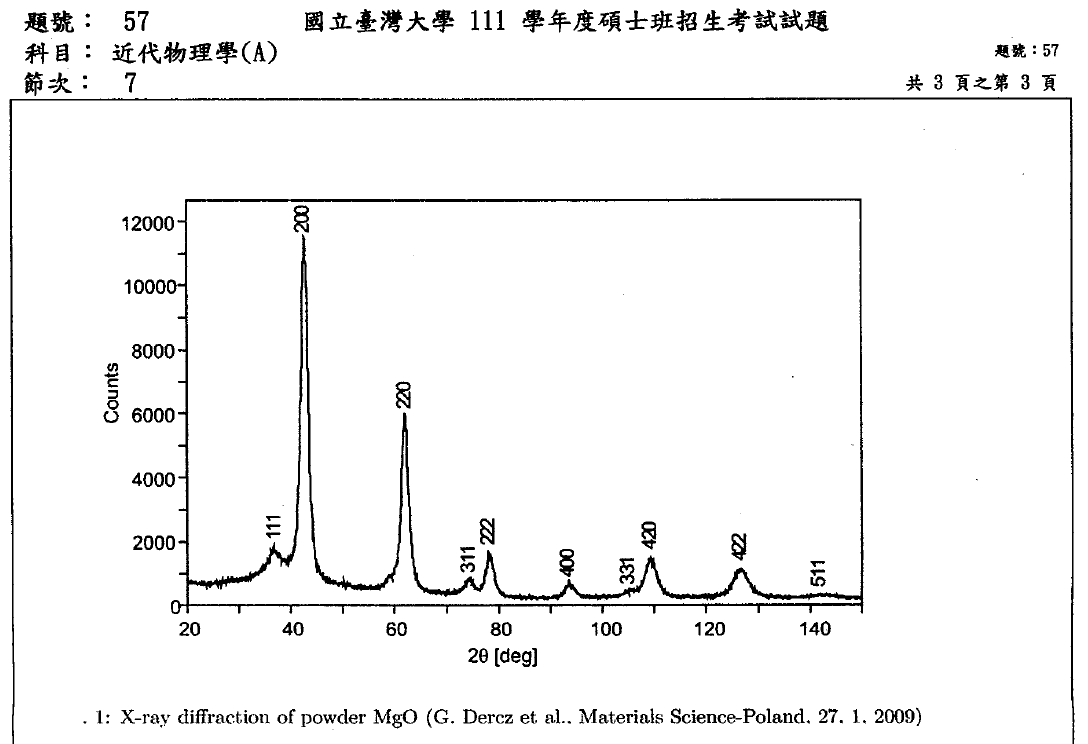 題號： 57 國立臺灣大學 111 學年度碩士班招生考試試題
科目： 近代物理學(A) 題號：57
節次： 7 共 3 頁之第 3 頁
12000
10000
8000
6000
4000
2000
0
Counts
111
200
220
311
222
400
331
420
422
511
20 40 60 80 100 120 140
2θ [deg]
. 1: X-ray diffraction of powder MgO (G. Dercz et al.. Materials Science-Poland. 27. 1. 2009)